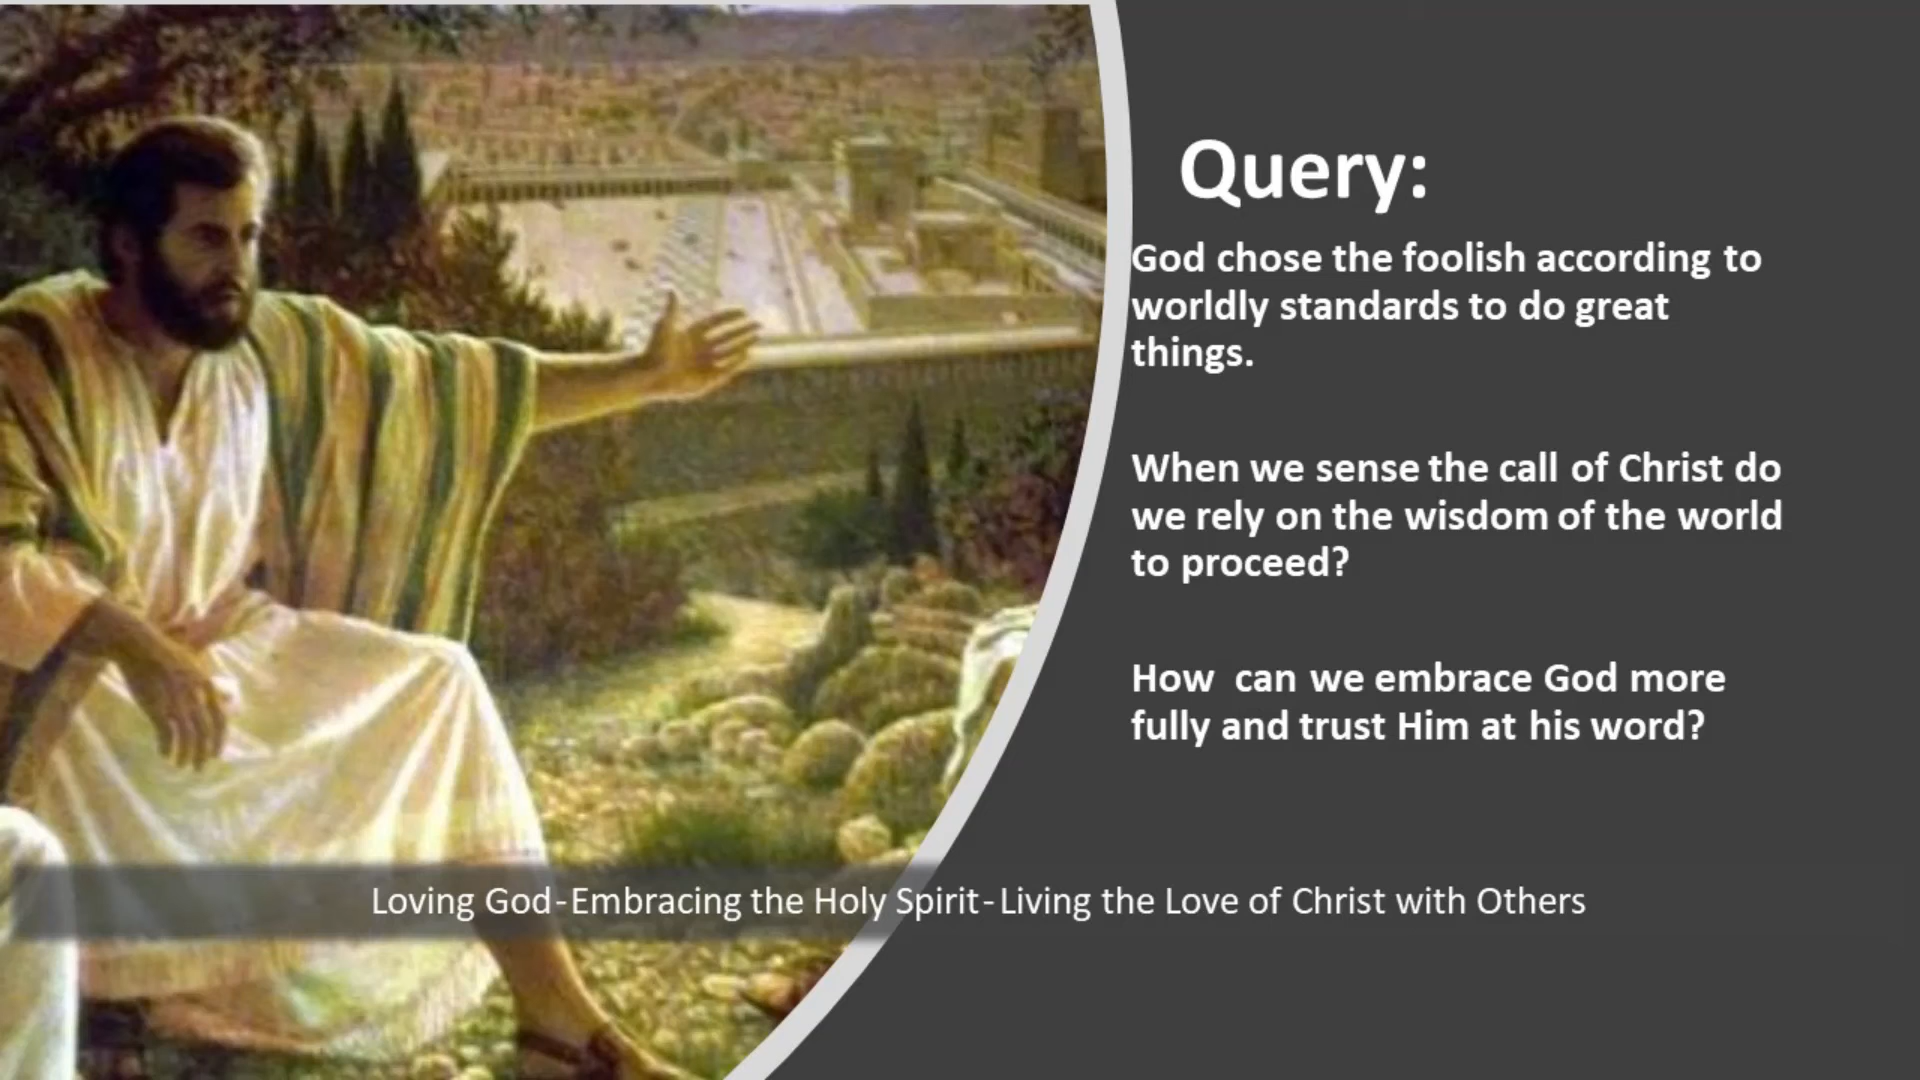 Query:
God chose the foolish according to
worldly standards to do great
things.
When we sense the call of Christ do
we rely on the wisdom of the world
to proceed?
How  can we embrace God more
fully and trust Him at his word?
Loving God-Embracing the Holy Spirit-Living the Love of Christ with Others